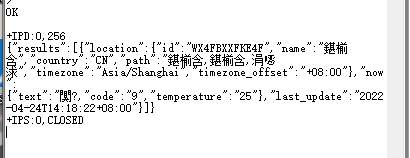 OK
+IPD:0,256
{"results":[{"location":{"id":"WX4FBXXFKE4F","name":"鍖椾
含","country":"CN","path":"鍖椾含,鍖椾含,涓
","timezone":"Asia/Shanghai","timezone_offset":"+08:00"},"now"
:
{"text":"闃?,"code":"9","temperature":"25"},"last_update":"2022
-04-24T14:18:22+08:00"}]}
+IPS:0,CLOSED